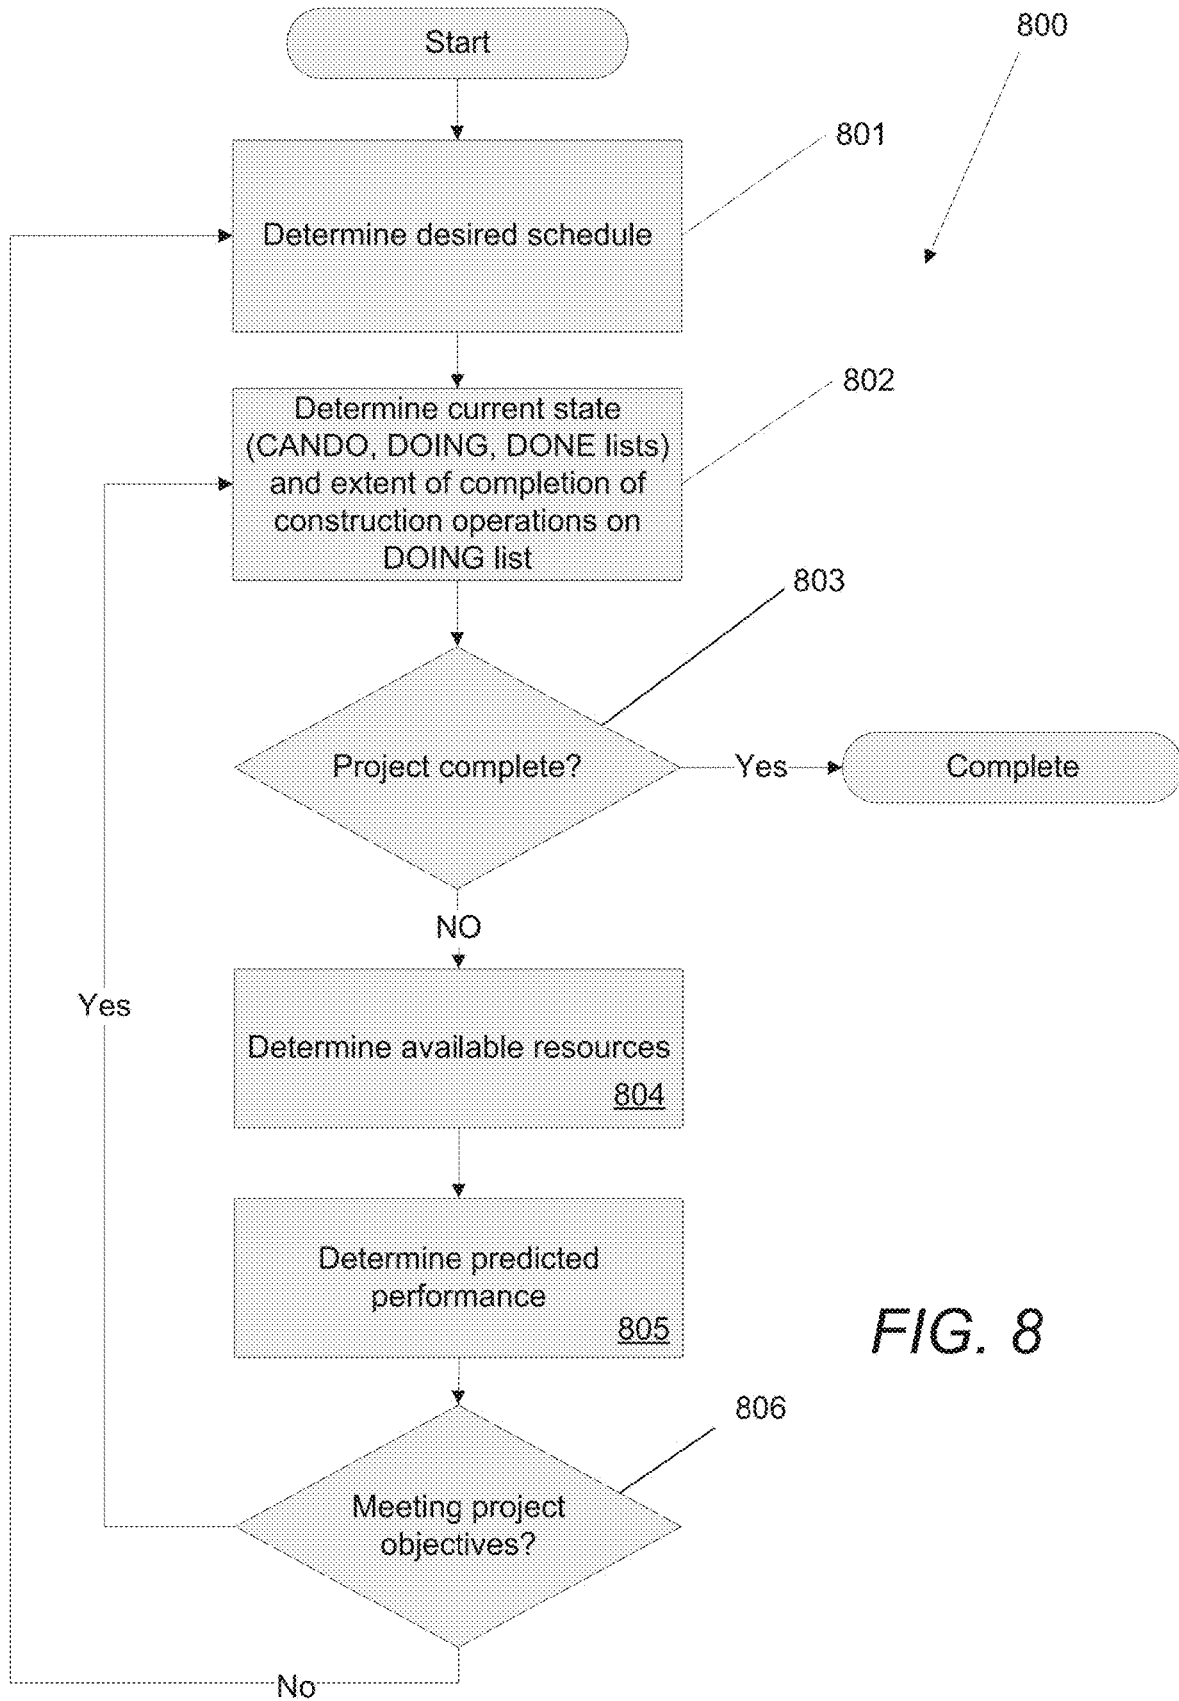 Start
800
801
Determine desired schedule
802
Determine current state
(CANDO, DOING, DONE lists)
and extent of completion of
construction operations on
DOING list
803
Project complete?
Yes
Complete
NO
Yes
Determine available resources
804
Determine predicted
performance
805
FIG. 8
806
Meeting project
objectives?
No